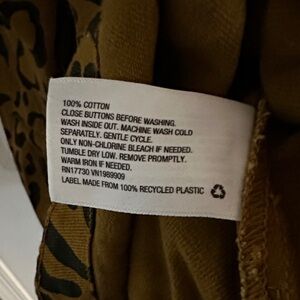 100% COTTON
CLOSE BUTTONS BEFORE WASHING.
WASH INSIDE OUT. MACHINE WASH COLD
SEPARATELY. GENTLE CYCLE.
ONLY NON-CHLORINE BLEACH IF NEEDED.
TUMBLE DRY LOW. REMOVE PROMPTLY.
WARM IRON IF NEEDED.
RN17730 VN1989909
LABEL MADE FROM 100% RECYCLED PLASTIC